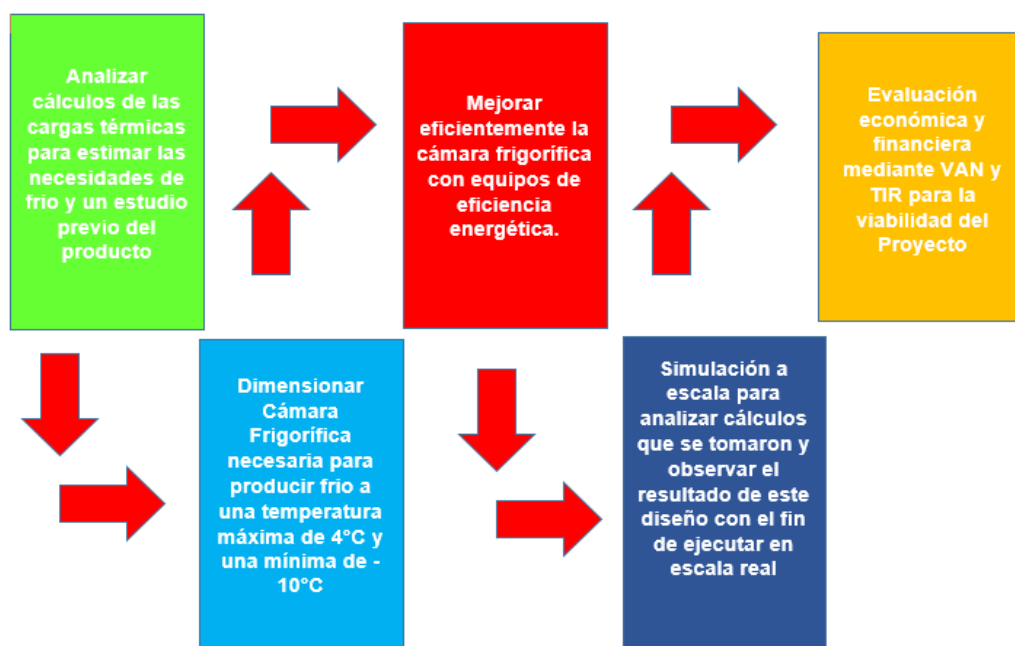 Analizar
cálculos de las
cargas térmicas
para estimar las
necesidades de
frio y un estudio
previo del
producto
Dimensionar
Cámara
Frigorífica
necesaria para
producir frio a
una temperatura
máxima de 4°C y
una mínima de -
10°C
Mejorar
eficientemente la
cámara frigorífica
con equipos de
eficiencia
energética.
Simulación a
escala para
analizar cálculos
que se tomaron y
observar el
resultado de este
diseño con el fin
de ejecutar en
escala real
Evaluación
económica y
financiera
mediante VAN y
TIR para la
viabilidad del
Proyecto